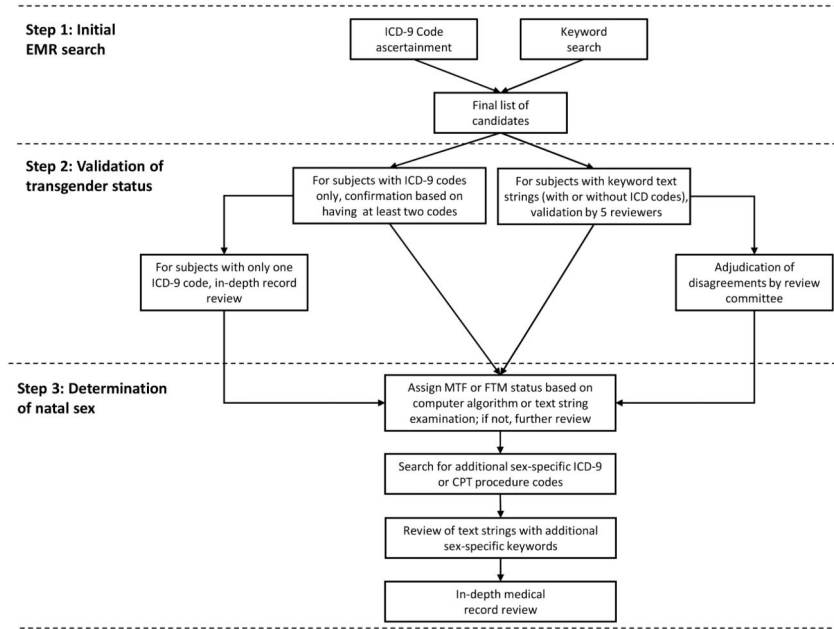 Step 1: Initial
EMR search
ICD-9 Code
ascertainment
Keyword
search
Final list of
candidates
Step 2: Validation of
transgender status
For subjects with ICD-9 codes
only, confirmation based on
having at least two codes
For subjects with keyword text
strings (with or without ICD codes),
validation by 5 reviewers
For subjects with only one
ICD-9 code, in-depth record
review
Adjudication of
disagreements by review
committee
Step 3: Determination
of natal sex
Assign MTF or FTM status based on
computer algorithm or text string
examination; if not, further review
Search for additional sex-specific ICD-9
or CPT procedure codes
Review of text strings with additional
sex-specific keywords
In-depth medical
record review